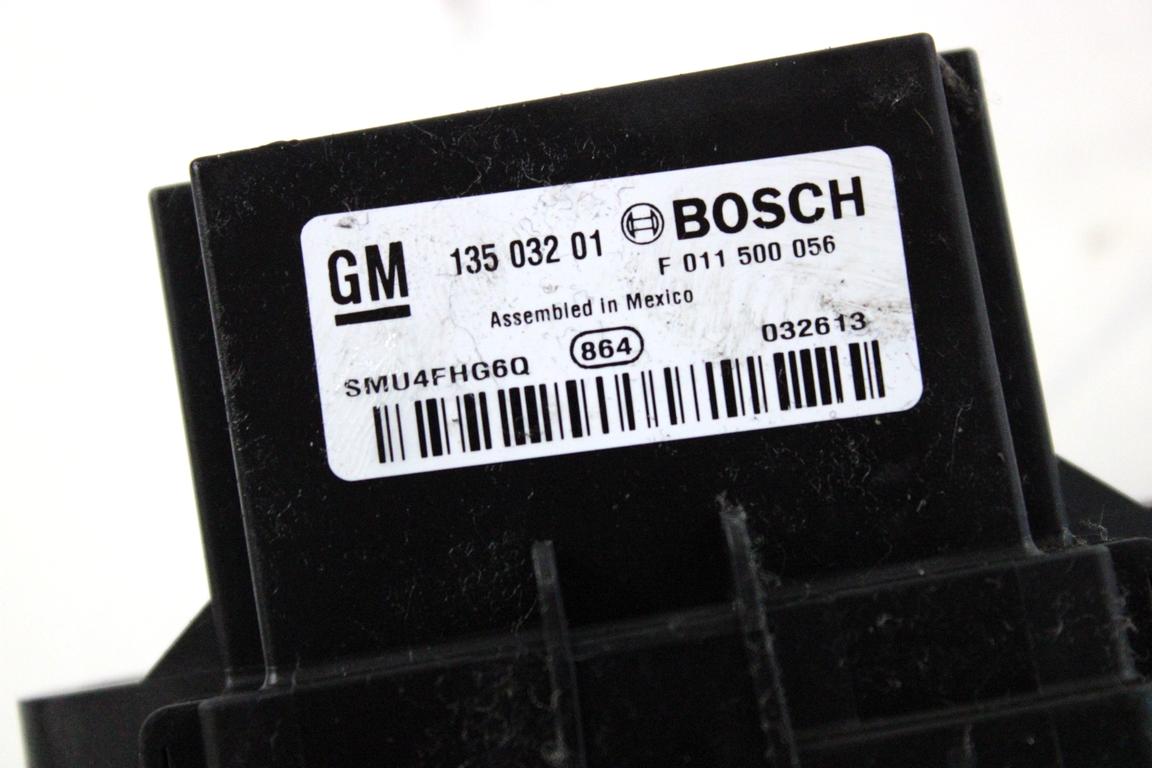 GM 135 032 01 BOSCH
F 011 500 056
Assembled in Mexico
SMU4FHG6Q 864 032613